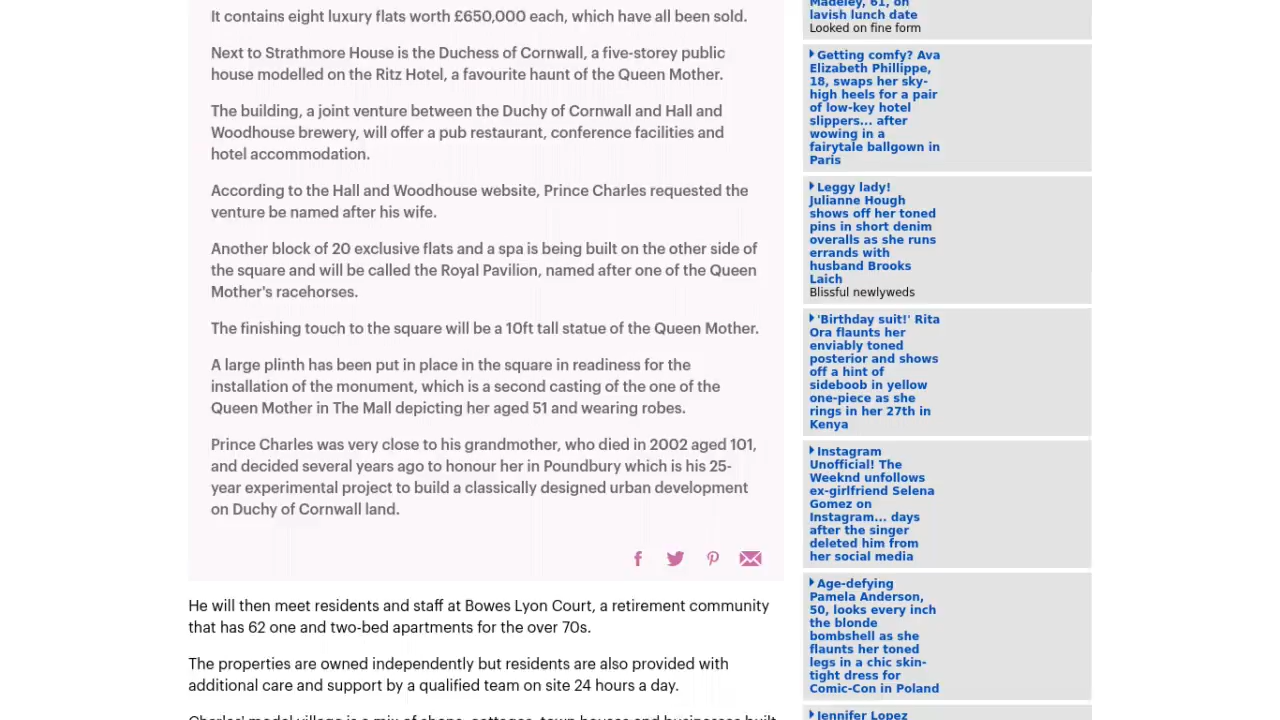 It contains eight luxury flats worth £650,000 each, which have all been sold.
Next to Strathmore House is the Duchess of Cornwall, a five-storey public
house modelled on the Ritz Hotel, a favourite haunt of the Queen Mother.
The building, a joint venture between the Duchy of Cornwall and Hall and
Woodhouse brewery, will offer a pub restaurant, conference facilities and
hotel accommodation.
According to the Hall and Woodhouse website, Prince Charles requested the
venture be named after his wife.
Another block of 20 exclusive flats and a spa is being built on the other side of
the square and will be called the Royal Pavilion, named after one of the Queen
Mother's racehorses.
The finishing touch to the square will be a 10ft tall statue of the Queen Mother.
A large plinth has been put in place in the square in readiness for the
installation of the monument, which is a second casting of the one of the
Queen Mother in The Mall depicting her aged 51 and wearing robes.
Prince Charles was very close to his grandmother, who died in 2002 aged 101,
and decided several years ago to honour her in Poundbury which is his 25-
year experimental project to build a classically designed urban development
on Duchy of Cornwall land.
He will then meet residents and staff at Bowes Lyon Court, a retirement community
that has 62 one and two-bed apartments for the over 70s.
The properties are owned independently but residents are also provided with
additional care and support by a qualified team on site 24 hours a day.
Charles' model village is a mix of shops, cottages, town houses and businesses built
Madeley, 61, on
lavish lunch date
Looked on fine form
Getting comfy? Ava
Elizabeth Phillippe,
18, swaps her sky-
high heels for a pair
of low-key hotel
slippers... after
wowing in a
fairytale ballgown in
Paris
Leggy lady!
Julianne Hough
shows off her toned
pins in short denim
overalls as she runs
errands with
husband Brooks
Laich
Blissful newlyweds
'Birthday suit!' Rita
Ora flaunts her
enviably toned
posterior and shows
off a hint of
sideboob in yellow
one-piece as she
rings in her 27th in
Kenya
Instagram
Unofficial! The
Weeknd unfollows
ex-girlfriend Selena
Gomez on
Instagram... days
after the singer
deleted him from
her social media
Age-defying
Pamela Anderson,
50, looks every inch
the blonde
bombshell as she
flaunts her toned
legs in a chic skin-
tight dress for
Comic-Con in Poland
Jennifer Lopez